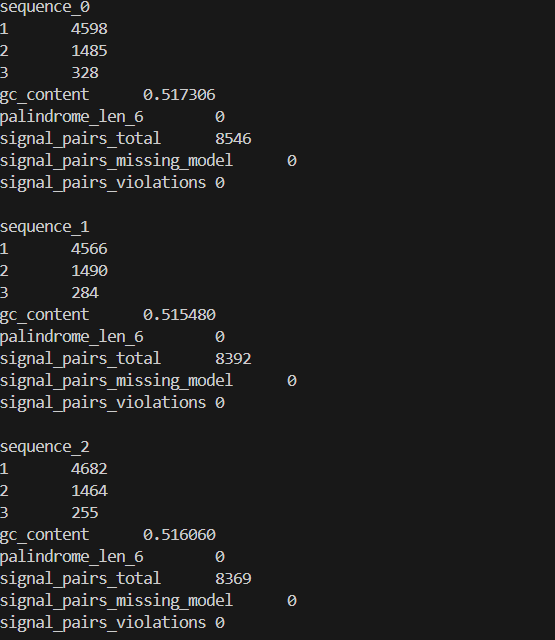 sequence_0
1 4598
2 1485
3 328
gc_content 0.517306
palindrome_len_6 0
signal_pairs_total 8546
signal_pairs_missing_model 0
signal_pairs_violations 0
sequence_1
1 4566
2 1490
3 284
gc_content 0.515480
palindrome_len_6 0
signal_pairs_total 8392
signal_pairs_missing_model 0
signal_pairs_violations 0
sequence_2
1 4682
2 1464
3 255
gc_content 0.516060
palindrome_len_6 0
signal_pairs_total 8369
signal_pairs_missing_model 0
signal_pairs_violations 0